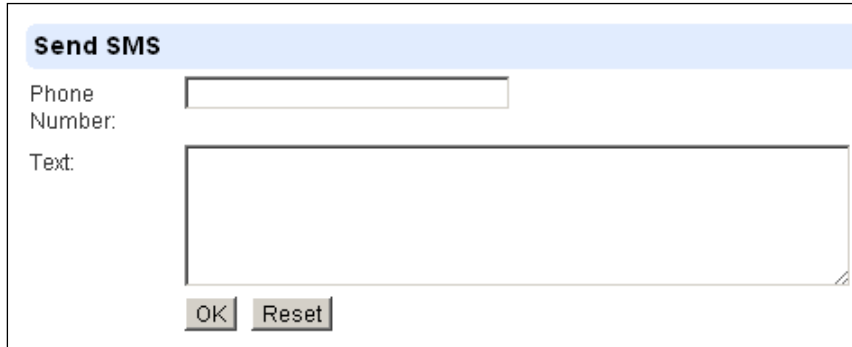 Send SMS
Phone
Number:
Text:
OK Reset